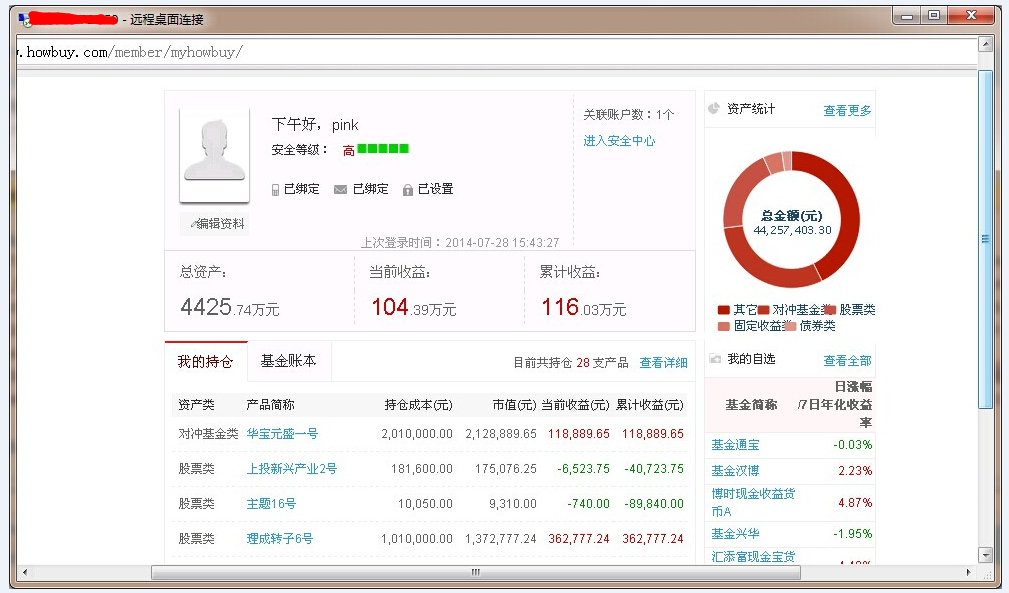 - 远程桌面连接
.howbuy.com/member/myhowbuy/
下午好，pink
安全等级： 高
已绑定 已绑定 已设置
编辑资料
上次登录时间：2014-07-28 15:43:27
关联账户数：1个
进入安全中心
总资产: 当前收益: 累计收益:
4425.74万元 104.39万元 116.03万元
我的持仓 基金账本 目前共持仓 28 支产品 查看详细
资产类 产品简称 持仓成本(元) 市值(元) 当前收益(元) 累计收益(元)
对冲基金类 华宝元盛一号 2,010,000.00 2,128,889.65 118,889.65 118,889.65
股票类 上投新兴产业2号 181,600.00 175,076.25 -6,523.75 -40,723.75
股票类 主题16号 10,050.00 9,310.00 -740.00 -89,840.00
股票类 理成转子6号 1,010,000.00 1,372,777.24 362,777.24 362,777.24
资产统计 查看更多
总金额(元)
44,257,403.30
其它 对冲基金类 股票类
固定收益类 债券类
我的自选 查看全部
基金简称 日涨幅
/7日年化收益
率
基金通宝 -0.03%
基金汉博 2.23%
博时现金收益货
币A 4.87%
基金兴华 -1.95%
汇添富现金宝货